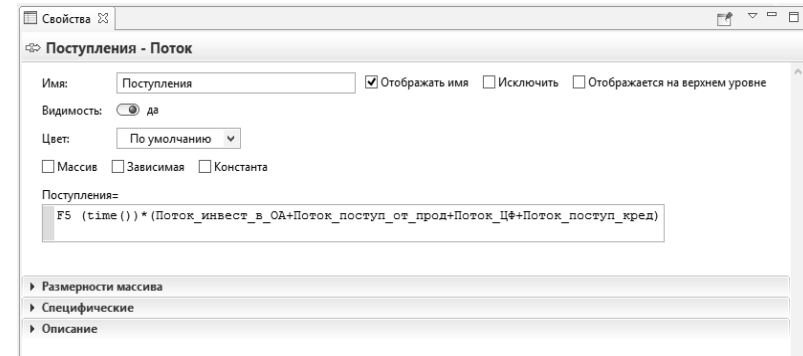 Свойства
Поступления - Поток
Имя: Поступления Отображать имя Исключить Отображается на верхнем уровне
Видимость: да
Цвет: По умолчанию
Массив Зависимая Константа
Поступления=
F5 (time())*(Поток_инвест_в_ОА+Поток_поступ_от_прод+Поток_ЦФ+Поток_поступ_кред)
Размерности массива
Специфические
Описание